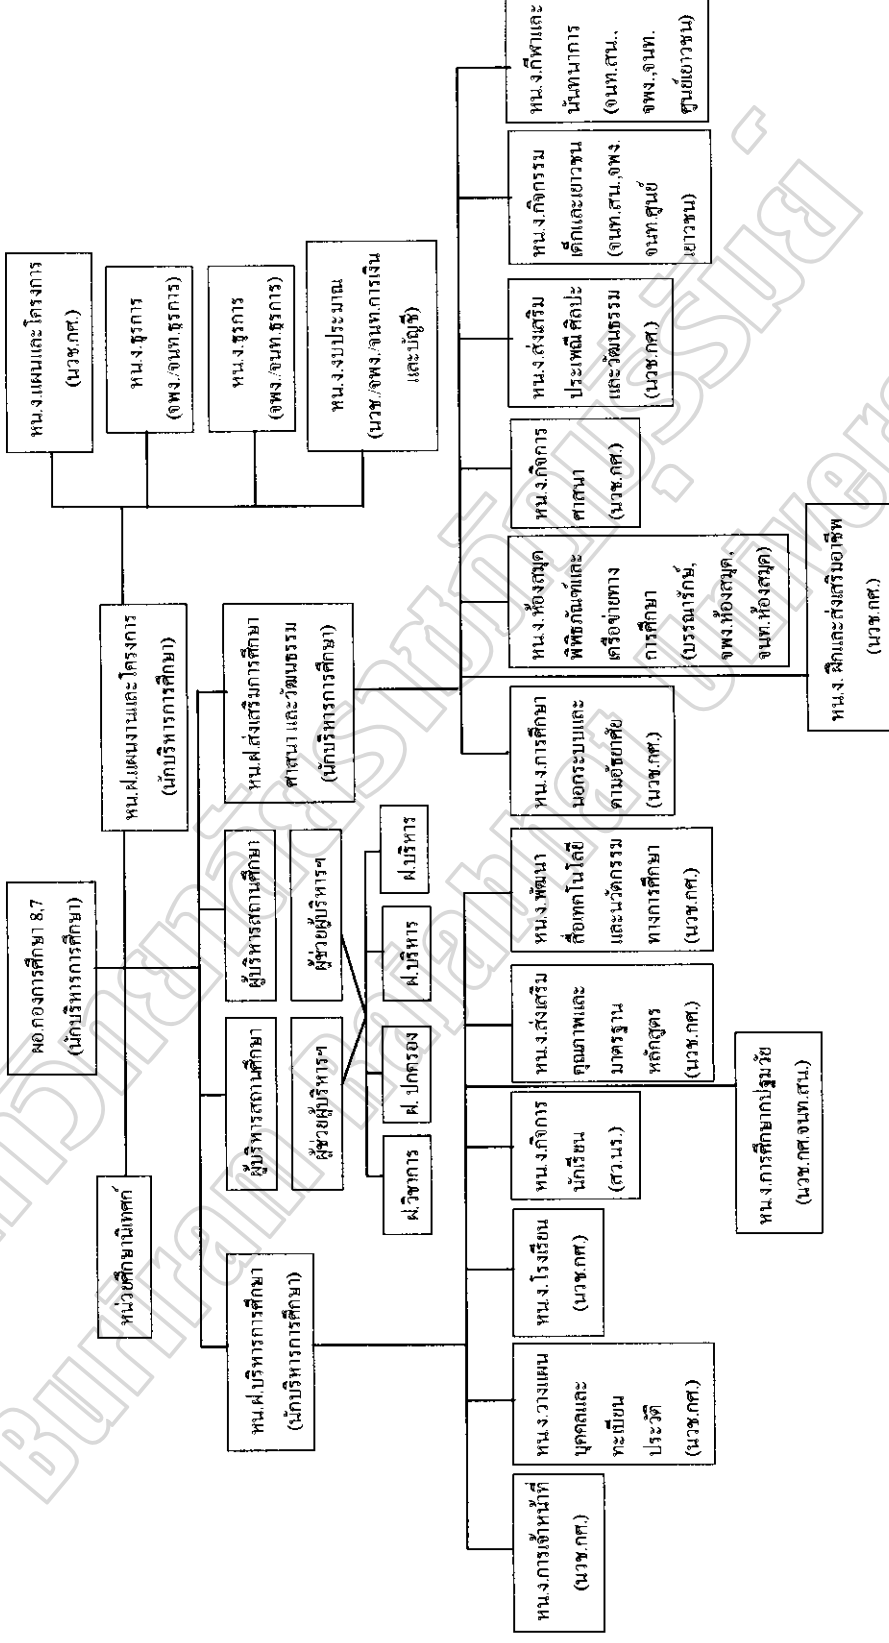 ผอ.กองการศึกษา 8.7
(นักบริหารการศึกษา)
หน่วยศึกษานิเทศก์
หน.ฝ.แผนงานและโครงการ
(นักบริหารการศึกษา)
หน.ง.แผนและโครงการ
(นวช.กศ.)
หน.ง.ธุรการ
(จพง./จนท.ธุรการ)
หน.ง.ธุรการ
(จพง./จนท.ธุรการ)
หน.ง.งบประมาณ
(นวช./จพง./จนท.การเงิน
และบัญชี)
หน.ฝ.บริหารการศึกษา
(นักบริหารการศึกษา)
ผู้บริหารสถานศึกษา
ผู้บริหารสถานศึกษา
หน.ฝ.ส่งเสริมการศึกษา
ศาสนา และวัฒนธรรม
(นักบริหารการศึกษา)
ผู้ช่วยผู้บริหารฯ
ผู้ช่วยผู้บริหารฯ
ฝ.วิชาการ
ฝ. ปกครอง
ฝ.บริหาร
ฝ.บริหาร
หน.ง.การเจ้าหน้าที่
(นวช.กศ.)
หน.ง.วางแผน
บุคคลและ
ทะเบียน
ประวัติ
(นวช.กศ.)
หน.ง.โรงเรียน
(นวช.กศ.)
หน.ง.กิจการ
นักเรียน
(สว.นร.)
หน.ง.ส่งเสริม
คุณภาพและ
มาตรฐาน
หลักสูตร
(นวช.กศ.)
หน.ง.พัฒนา
สื่อเทคโนโลยี
และนวัตกรรม
ทางการศึกษา
(นวช.กศ.)
หน.ง.การศึกษากปฐมวัย
(นวช.กศ.จนท.สน.)
หน.ง.การศึกษา
นอกระบบและ
ตามอัธยาศัย
(นวช.กศ.)
หน.ง.ห้องสมุด
พิพิธภัณฑ์และ
เครือข่ายทาง
การศึกษา
(บรรณารักษ์,
จพง.ห้องสมุด,
จนท.ห้องสมุด)
หน.ง.กิจการ
ศาสนา
(นวช.กศ.)
หน.ง.ส่งเสริม
ประเพณี ศิลปะ
และวัฒนธรรม
(นวช.กศ.)
หน.ง.กิจกรรม
เด็กและเยาวชน
(จนท.สน.,จพง.
จนท.ศูนย์
เยาวชน)
หน.ง.กีฬาและ
นันทนาการ
(จนท.สน.,
จพง.,จนท.
ศูนย์เยาวชน)
หน.ง. ฝึกและส่งเสริมอาชีพ
(นวช.กศ.)
Buriram Rajabhat Univers